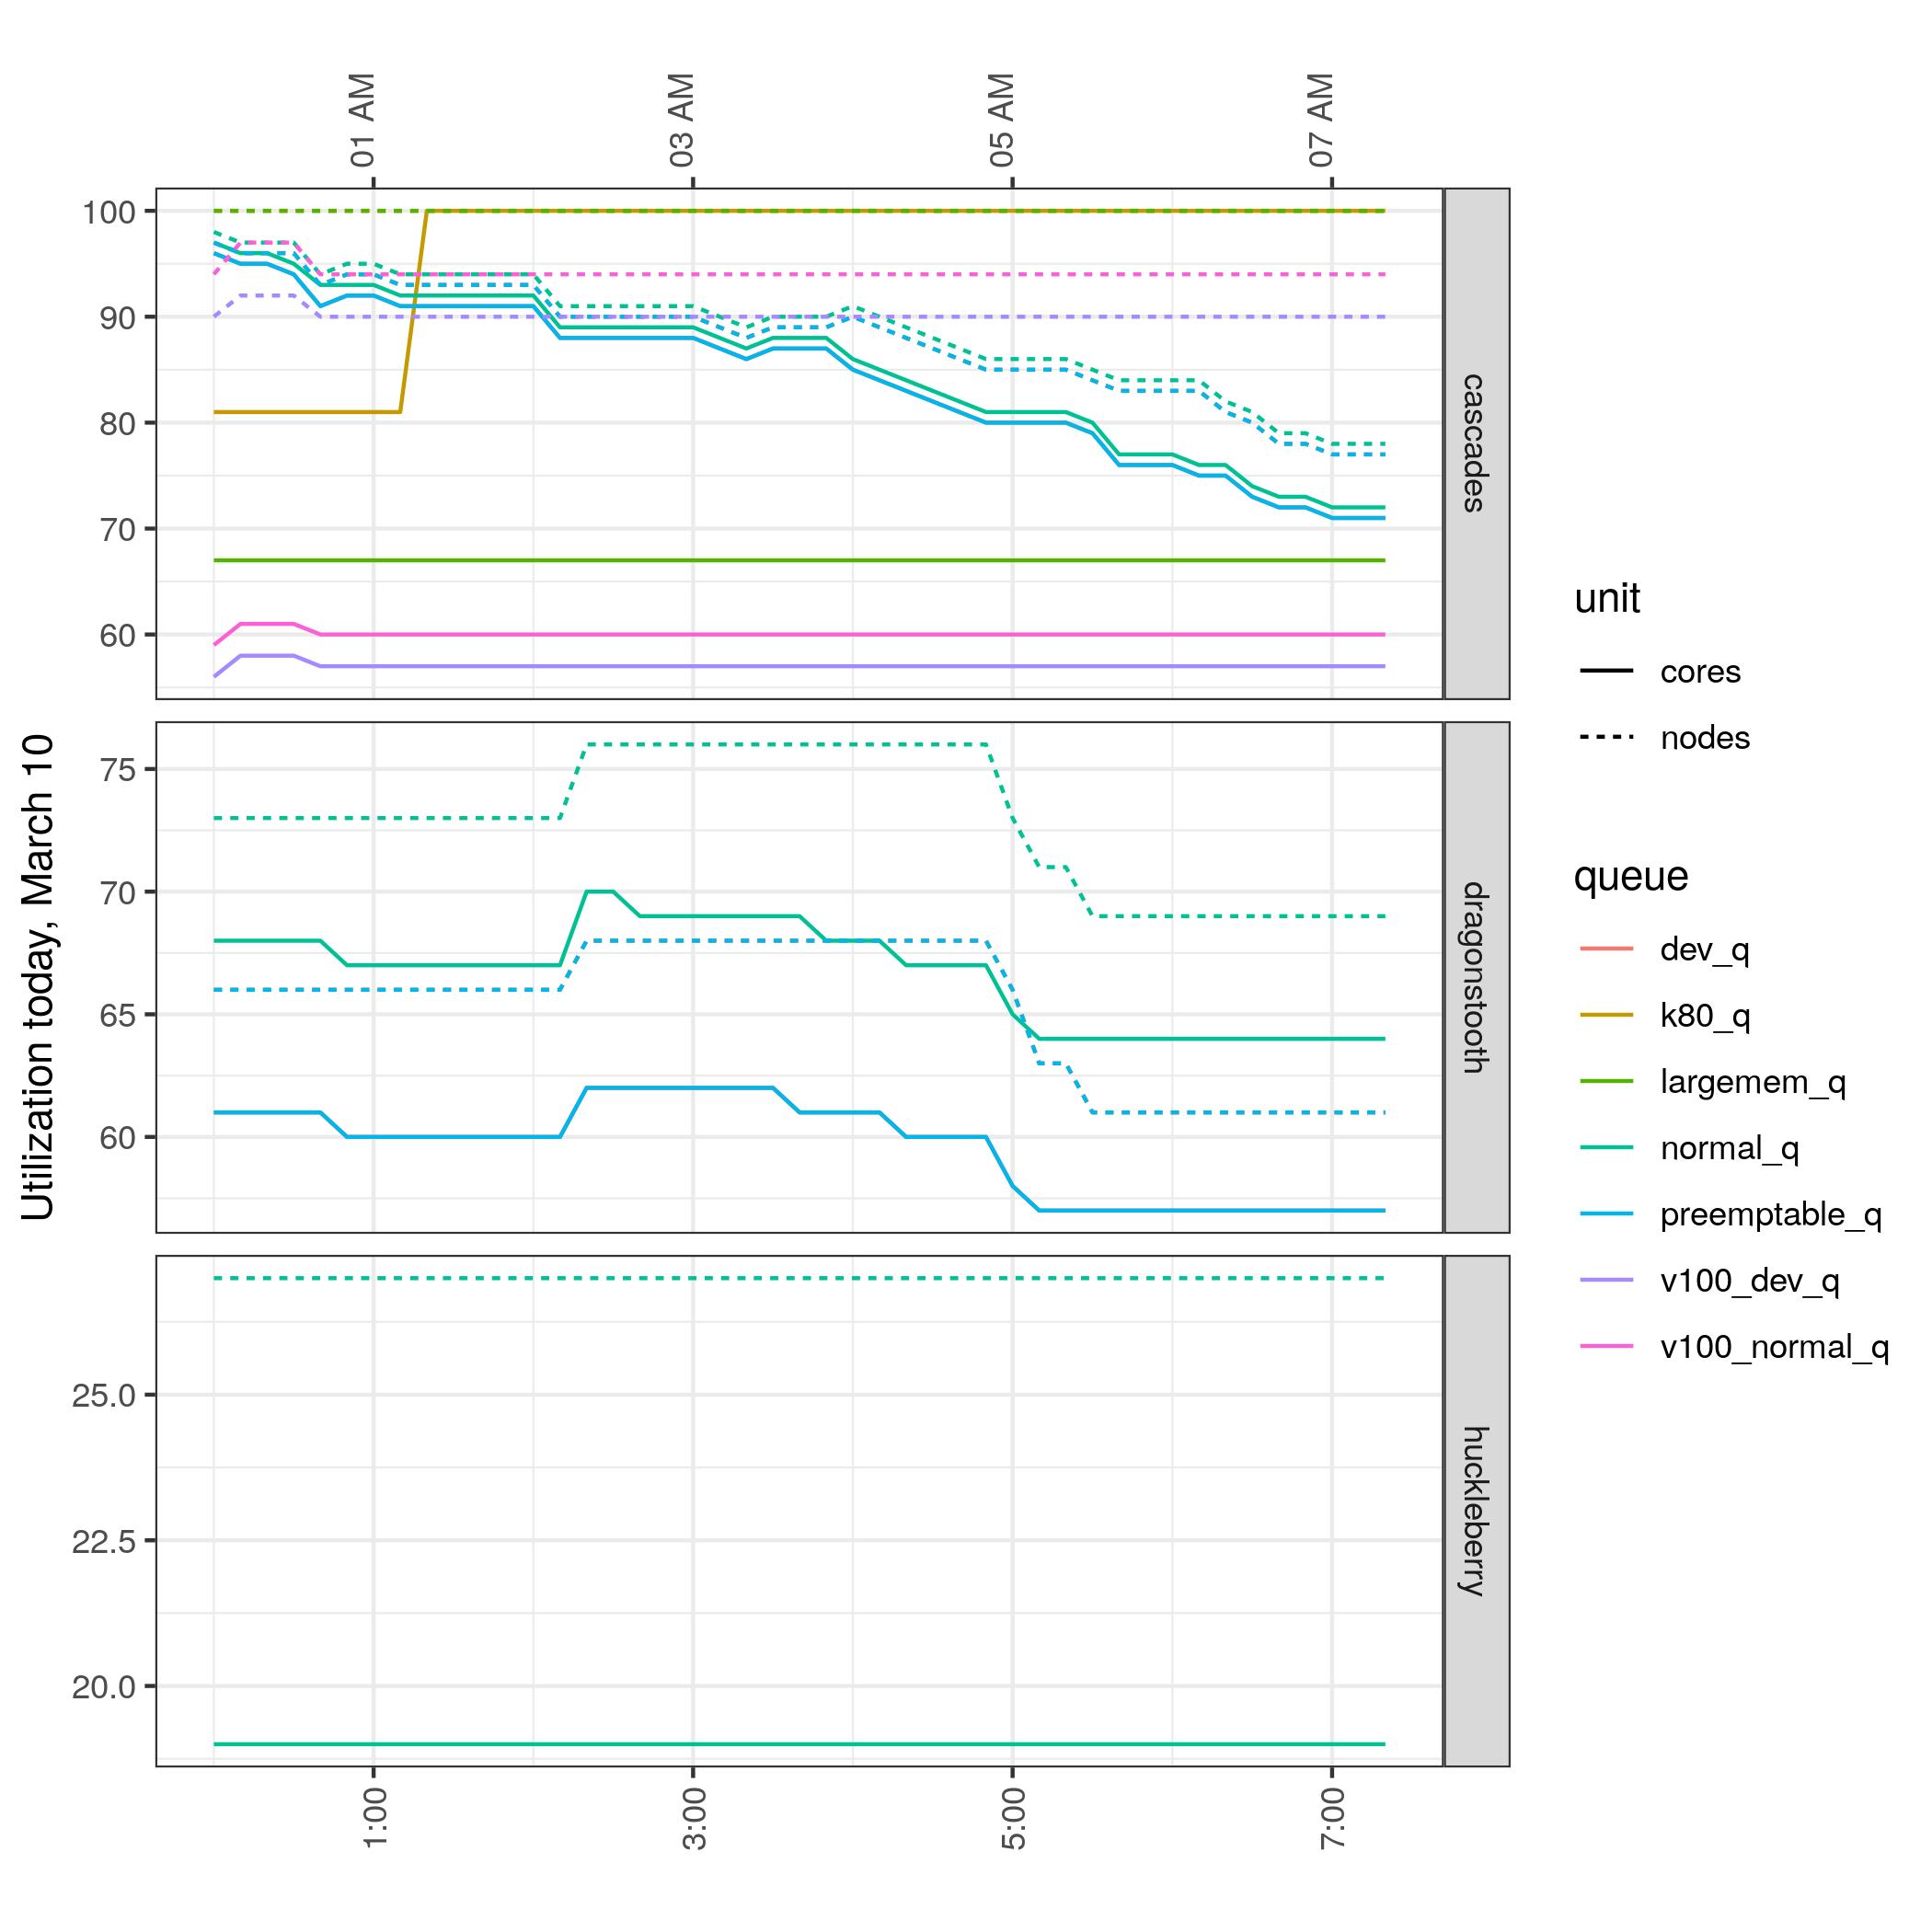 01 AM
03 AM
05 AM
07 AM
Utilization today, March 10
100
90
80
70
60
cascades
75
70
65
60
dragonstooth
25.0
22.5
20.0
huckleberry
1:00
3:00
5:00
7:00
unit
cores
nodes
queue
dev_q
k80_q
largemem_q
normal_q
preemptable_q
v100_dev_q
v100_normal_q